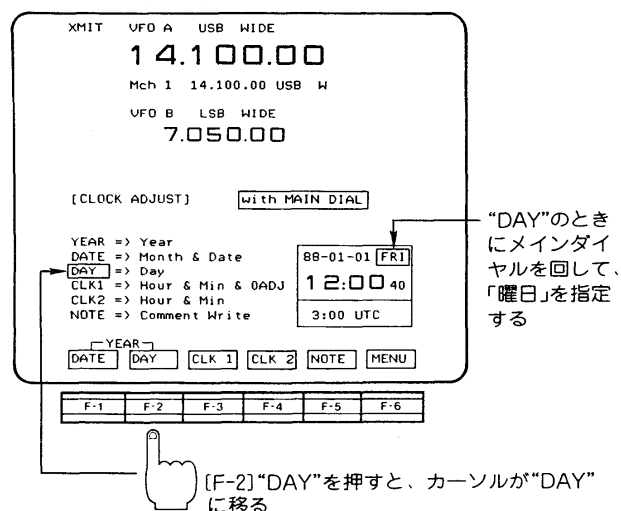 XMIT VFO A USB WIDE
14.100.00
Mch 1 14.100.00 USB W
VFO B LSB WIDE
7.050.00
[CLOCK ADJUST] with MAIN DIAL
YEAR => Year
DATE => Month & Date
DAY => Day
CLK1 => Hour & Min & 0ADJ
CLK2 => Hour & Min
NOTE => Comment Write
88-01-01 FRI
12:00 40
3:00 UTC
YEAR
DATE DAY CLK 1 CLK 2 NOTE MENU
F-1 F-2 F-3 F-4 F-5 F-6
“DAY”のとき
にメインダイ
ヤルを回して、
「曜日」を指定
する
[F-2]“DAY”を押すと、カーソルが“DAY”
に移る